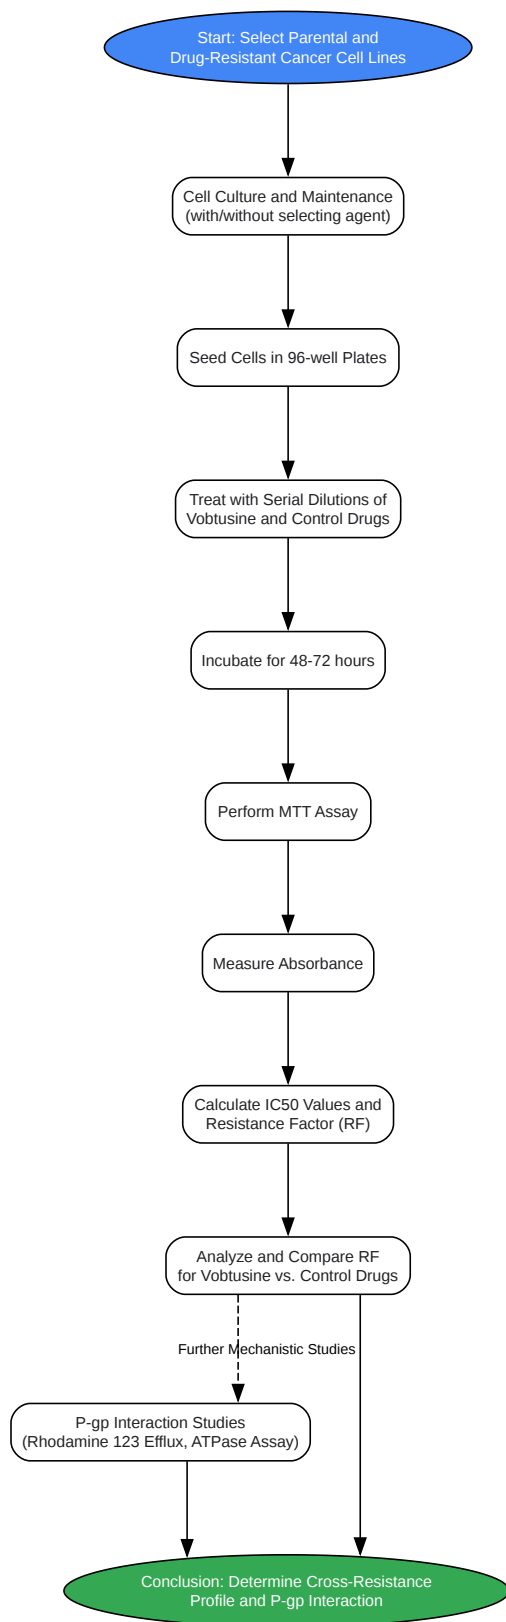 Start: Select Parental and
Drug-Resistant Cancer Cell Lines
Cell Culture and Maintenance
(with/without selecting agent)
Seed Cells in 96-well Plates
Treat with Serial Dilutions of
Vobtusine and Control Drugs
Incubate for 48-72 hours
Perform MTT Assay
Measure Absorbance
Calculate IC50 Values and
Resistance Factor (RF)
Analyze and Compare RF
for Vobtusine vs. Control Drugs
Further Mechanistic Studies
P-gp Interaction Studies
(Rhodamine 123 Efflux, ATPase Assay)
Conclusion: Determine Cross-Resistance
Profile and P-gp Interaction